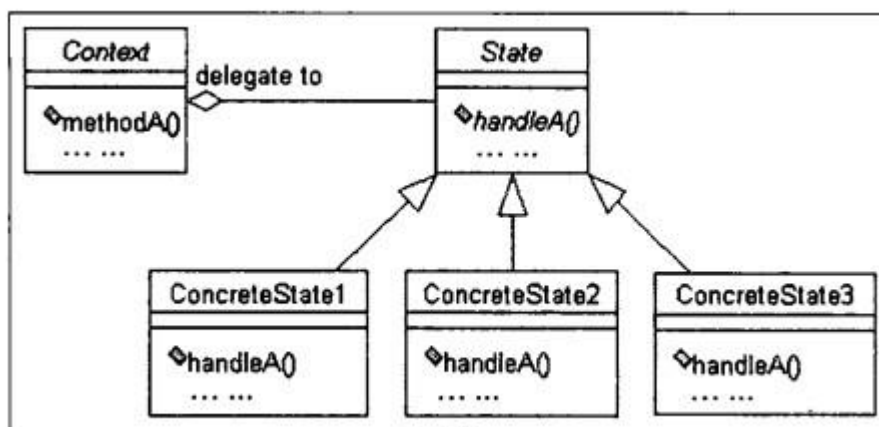 Context
methodA()
... ...
delegate to
State
handleA()
... ...
ConcreteState1
handleA()
... ...
ConcreteState2
handleA()
... ...
ConcreteState3
handleA()
... ...